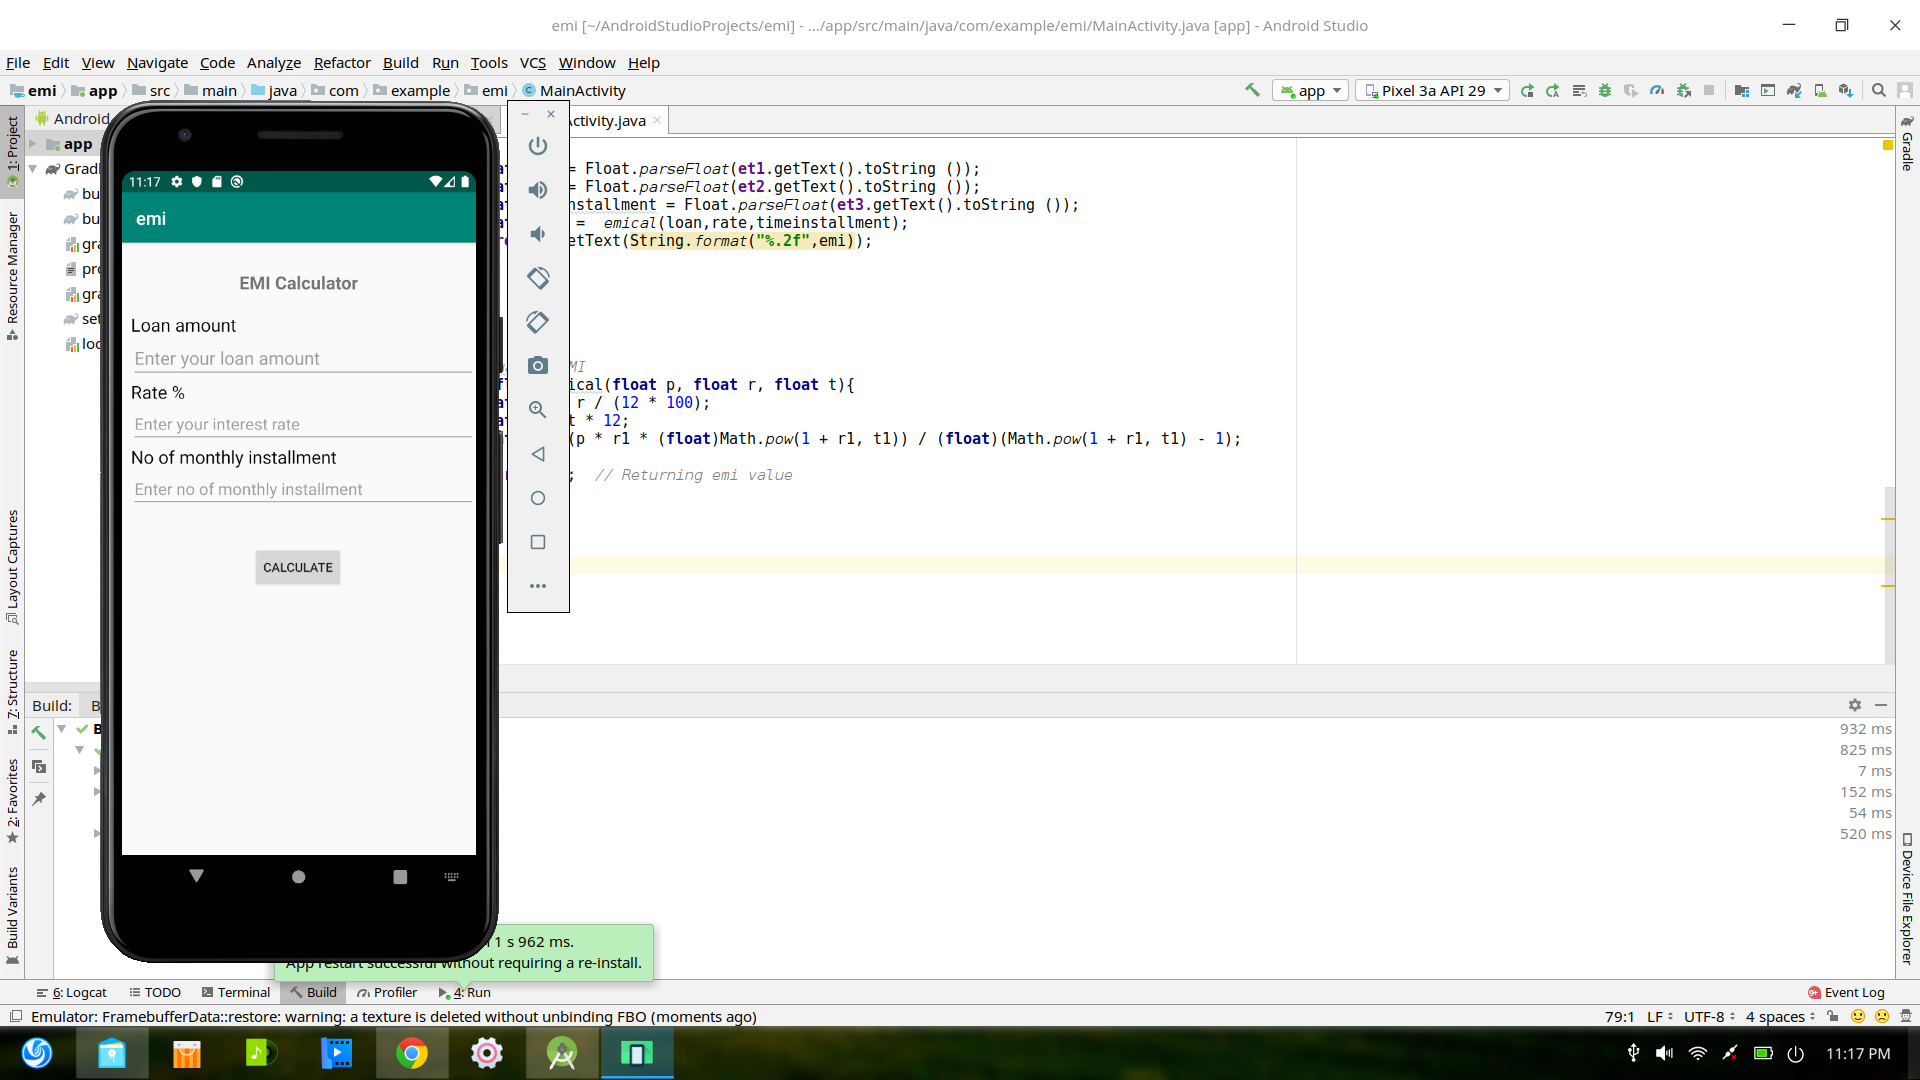 emi [~/AndroidStudioProjects/emi] - .../app/src/main/java/com/example/emi/MainActivity.java [app] - Android Studio
File Edit View Navigate Code Analyze Refactor Build Run Tools VCS Window Help
emi app src main java com example emi MainActivity
app Pixel 3a API 29
1: Project
Resource Manager
Layout Captures
7: Structure
2: Favorites
Build Variants
Android
app
11:17
emi
EMI Calculator
Loan amount
Enter your loan amount
Rate %
Enter your interest rate
No of monthly installment
Enter no of monthly installment
CALCULATE
ctivity.java
= Float.parseFloat(et1.getText().toString ());
= Float.parseFloat(et2.getText().toString ());
nstallment = Float.parseFloat(et3.getText().toString ());
= emical(loan,rate,timeinstallment);
etText(String.format("%.2f",emi));
MI
ical(float p, float r, float t){
r / (12 * 100);
t * 12;
(p * r1 * (float)Math.pow(1 + r1, t1)) / (float)(Math.pow(1 + r1, t1) - 1);
; // Returning emi value
Gradle
Device File Explorer
Build:
932 ms
825 ms
7 ms
152 ms
54 ms
520 ms
1 s 962 ms.
App restart successful without requiring a re-install.
6: Logcat TODO Terminal Build Profiler 4: Run Event Log
Emulator: FramebufferData::restore: warning: a texture is deleted without unbinding FBO (moments ago) 79:1 LF UTF-8 4 spaces
11:17 PM